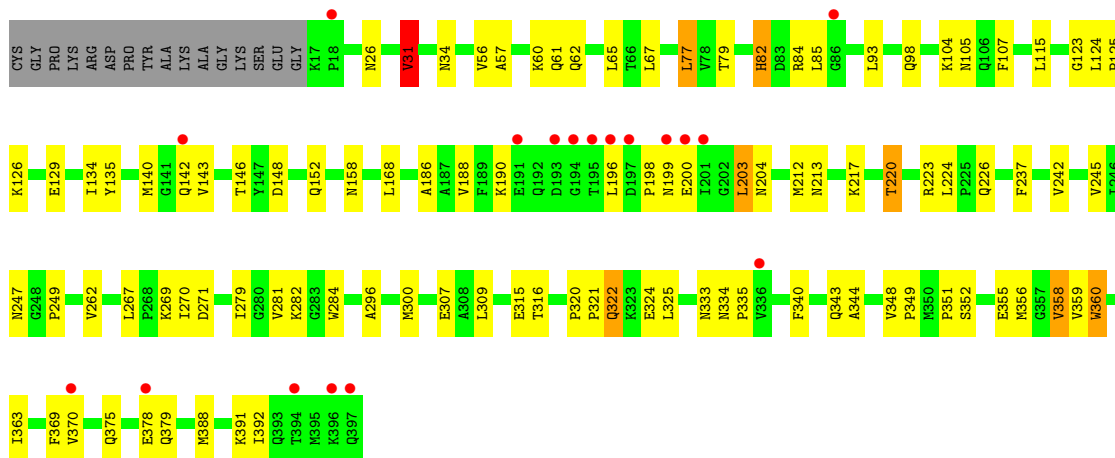 CYS GLY PRO LYS ARG ASP PRO TYR ALA LYS ALA GLY LYS SER GLU GLY K17 P18 N26 V31 N34 V56 A57 K60 Q61 Q62 L65 T66 L67 L77 V78 T79 H82 D83 R84 L85 G86 L93 Q98 K104 N105 Q106 F107 L115 G123 L124
K126 E129 I134 Y135 M140 G141 Q142 V143 T146 Y147 D148 Q152 N158 L168 A186 A187 V188 F189 K190 E191 Q192 D193 G194 T195 L196 D197 P198 N199 E200 I201 G202 L203 N204 M212 N213 K217 T220 R223 L224 P225 Q226 F237 V242 V245
N247 G248 P249 V262 L267 P268 K269 I270 D271 I279 G280 V281 K282 G283 W284 A296 M300 E307 A308 L309 E315 T316 P320 P321 Q322 K323 E324 L325 N333 N334 P335 V336 F340 Q343 A344 V348 P349 M350 P351 S352 E355 M356 G357 V358 V359 W360
I363 F369 V370 Q375 E378 Q379 M388 K391 I392 Q393 T394 M395 K396 Q397